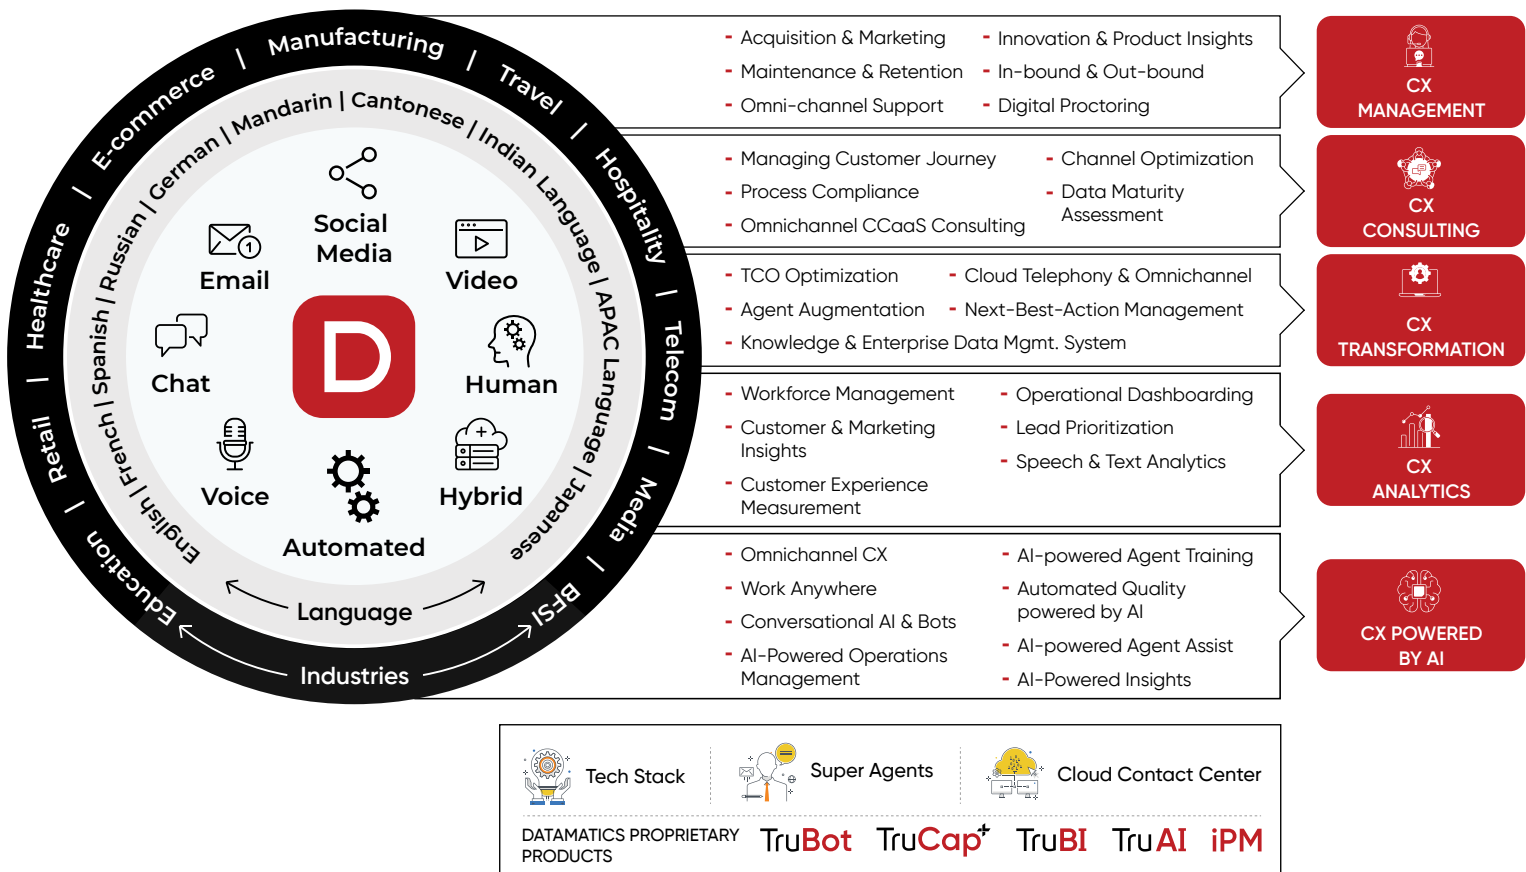 Education | Retail | Healthcare | E-commerce | Manufacturing | Travel | Hospitality | Telecom | Media | BFSI
Industries
English | French | Spanish | Russian | German | Mandarin | Cantonese | Indian Language | APAC Language | Japanese
Language
Social
Media
Email
1
Video
Chat
D
Human
Voice
Hybrid
Automated
- Acquisition & Marketing
- Maintenance & Retention
- Omni-channel Support
- Innovation & Product Insights
- In-bound & Out-bound
- Digital Proctoring
CX
MANAGEMENT
- Managing Customer Journey
- Process Compliance
- Omnichannel CCaaS Consulting
- Channel Optimization
- Data Maturity
Assessment
CX
CONSULTING
- TCO Optimization
- Agent Augmentation
- Knowledge & Enterprise Data Mgmt. System
- Cloud Telephony & Omnichannel
- Next-Best-Action Management
CX
TRANSFORMATION
- Workforce Management
- Customer & Marketing
Insights
- Customer Experience
Measurement
- Operational Dashboarding
- Lead Prioritization
- Speech & Text Analytics
CX
ANALYTICS
- Omnichannel CX
- Work Anywhere
- Conversational AI & Bots
- AI-Powered Operations
Management
- AI-powered Agent Training
- Automated Quality
powered by AI
- AI-powered Agent Assist
- AI-Powered Insights
CX POWERED
BY AI
Tech Stack
Super Agents
Cloud Contact Center
DATAMATICS PROPRIETARY
PRODUCTS
TruBot
TruCap+
TruBI
TruAI
iPM